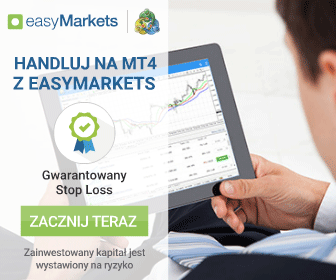 easyMarkets
HANDLUJ NA MT4
Z EASYMARKETS
Gwarantowany
Stop Loss
ZACZNIJ TERAZ
Zainwestowany kapitał jest
wystawiony na ryzyko